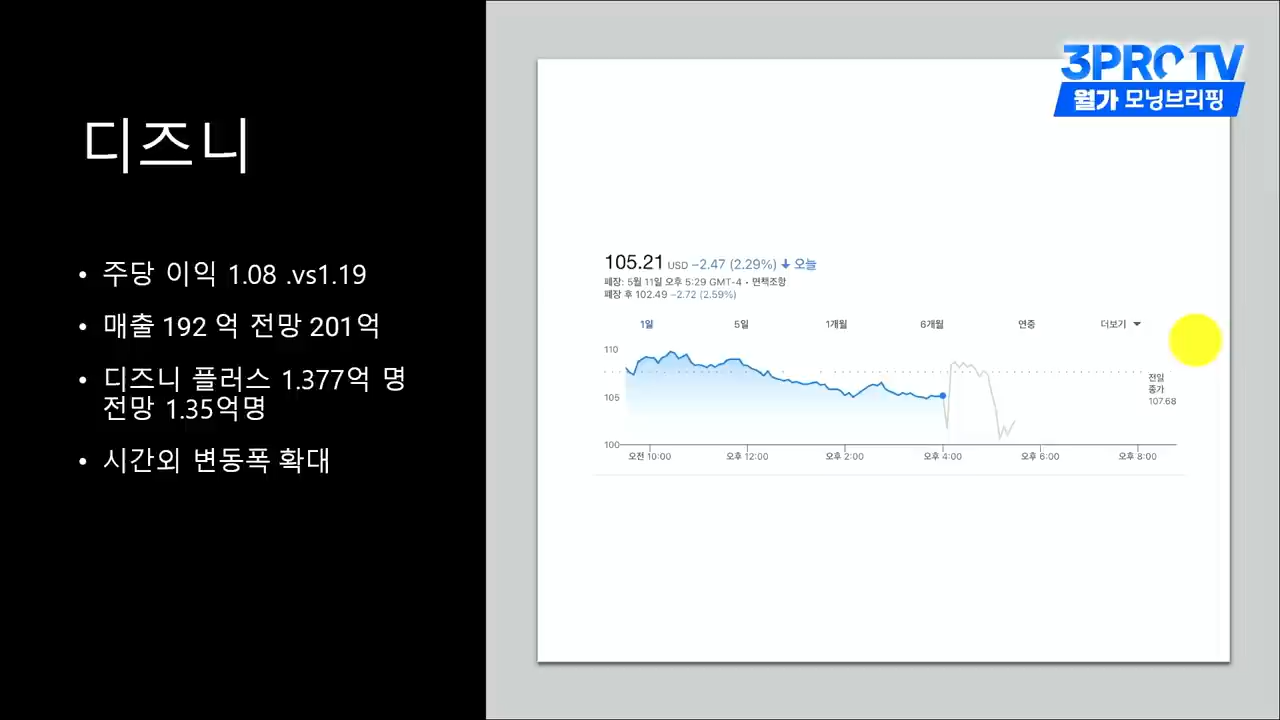 3PROTV
월가 모닝브리핑
디즈니
• 주당 이익 1.08 .vs1.19
• 매출 192 억 전망 201억
• 디즈니 플러스 1.377억 명
전망 1.35억명
• 시간외 변동폭 확대
105.21 USD −2.47 (2.29%) ↓ 오늘
폐장: 5월 11일 오후 5:29 GMT-4 • 면책조항
폐장 후 102.49 −2.72 (2.59%)
1일 5일 1개월 6개월 연중 더보기
110
105
100
전일
종가
107.68
오전 10:00 오후 12:00 오후 2:00 오후 4:00 오후 6:00 오후 8:00